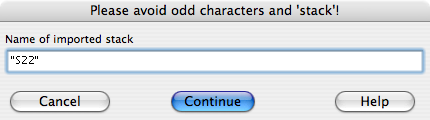 Please avoid odd characters and 'stack'!
Name of imported stack
"S22"
Cancel Continue Help